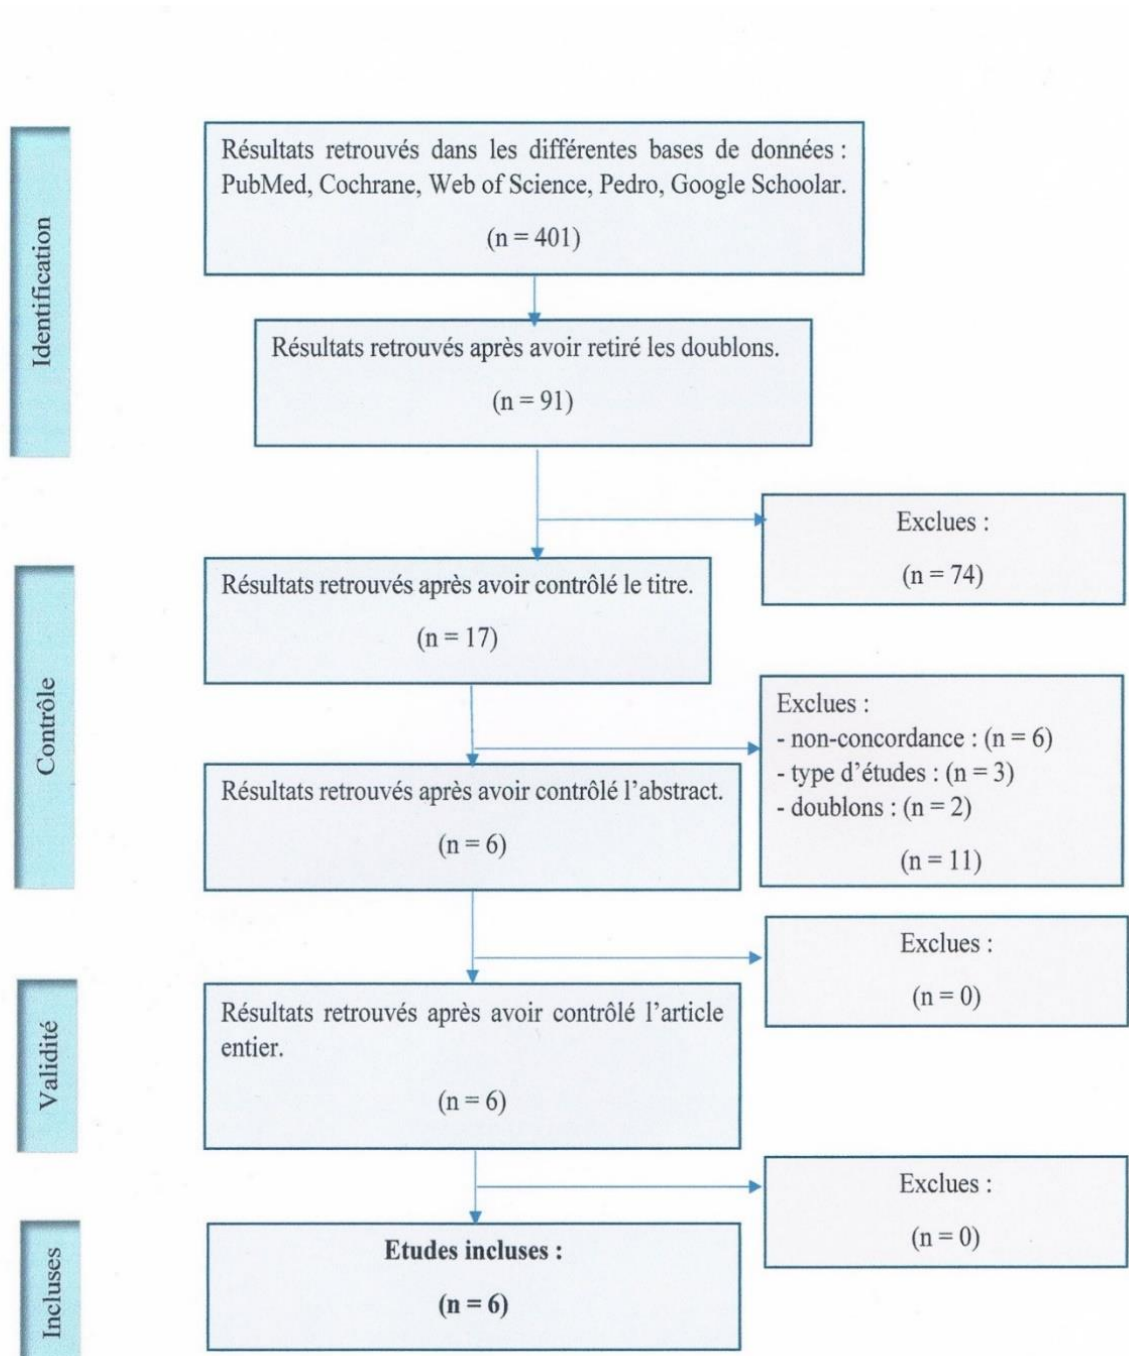 Identification
Résultats retrouvés dans les différentes bases de données :
PubMed, Cochrane, Web of Science, Pedro, Google Schoolar.
(n = 401)
Résultats retrouvés après avoir retiré les doublons.
(n = 91)
Exclues :
(n = 74)
Contrôle
Résultats retrouvés après avoir contrôlé le titre.
(n = 17)
Exclues :
- non-concordance : (n = 6)
- type d’études : (n = 3)
- doublons : (n = 2)
(n = 11)
Résultats retrouvés après avoir contrôlé l’abstract.
(n = 6)
Exclues :
(n = 0)
Validité
Résultats retrouvés après avoir contrôlé l’article
entier.
(n = 6)
Exclues :
(n = 0)
Incluses
Etudes incluses :
(n = 6)